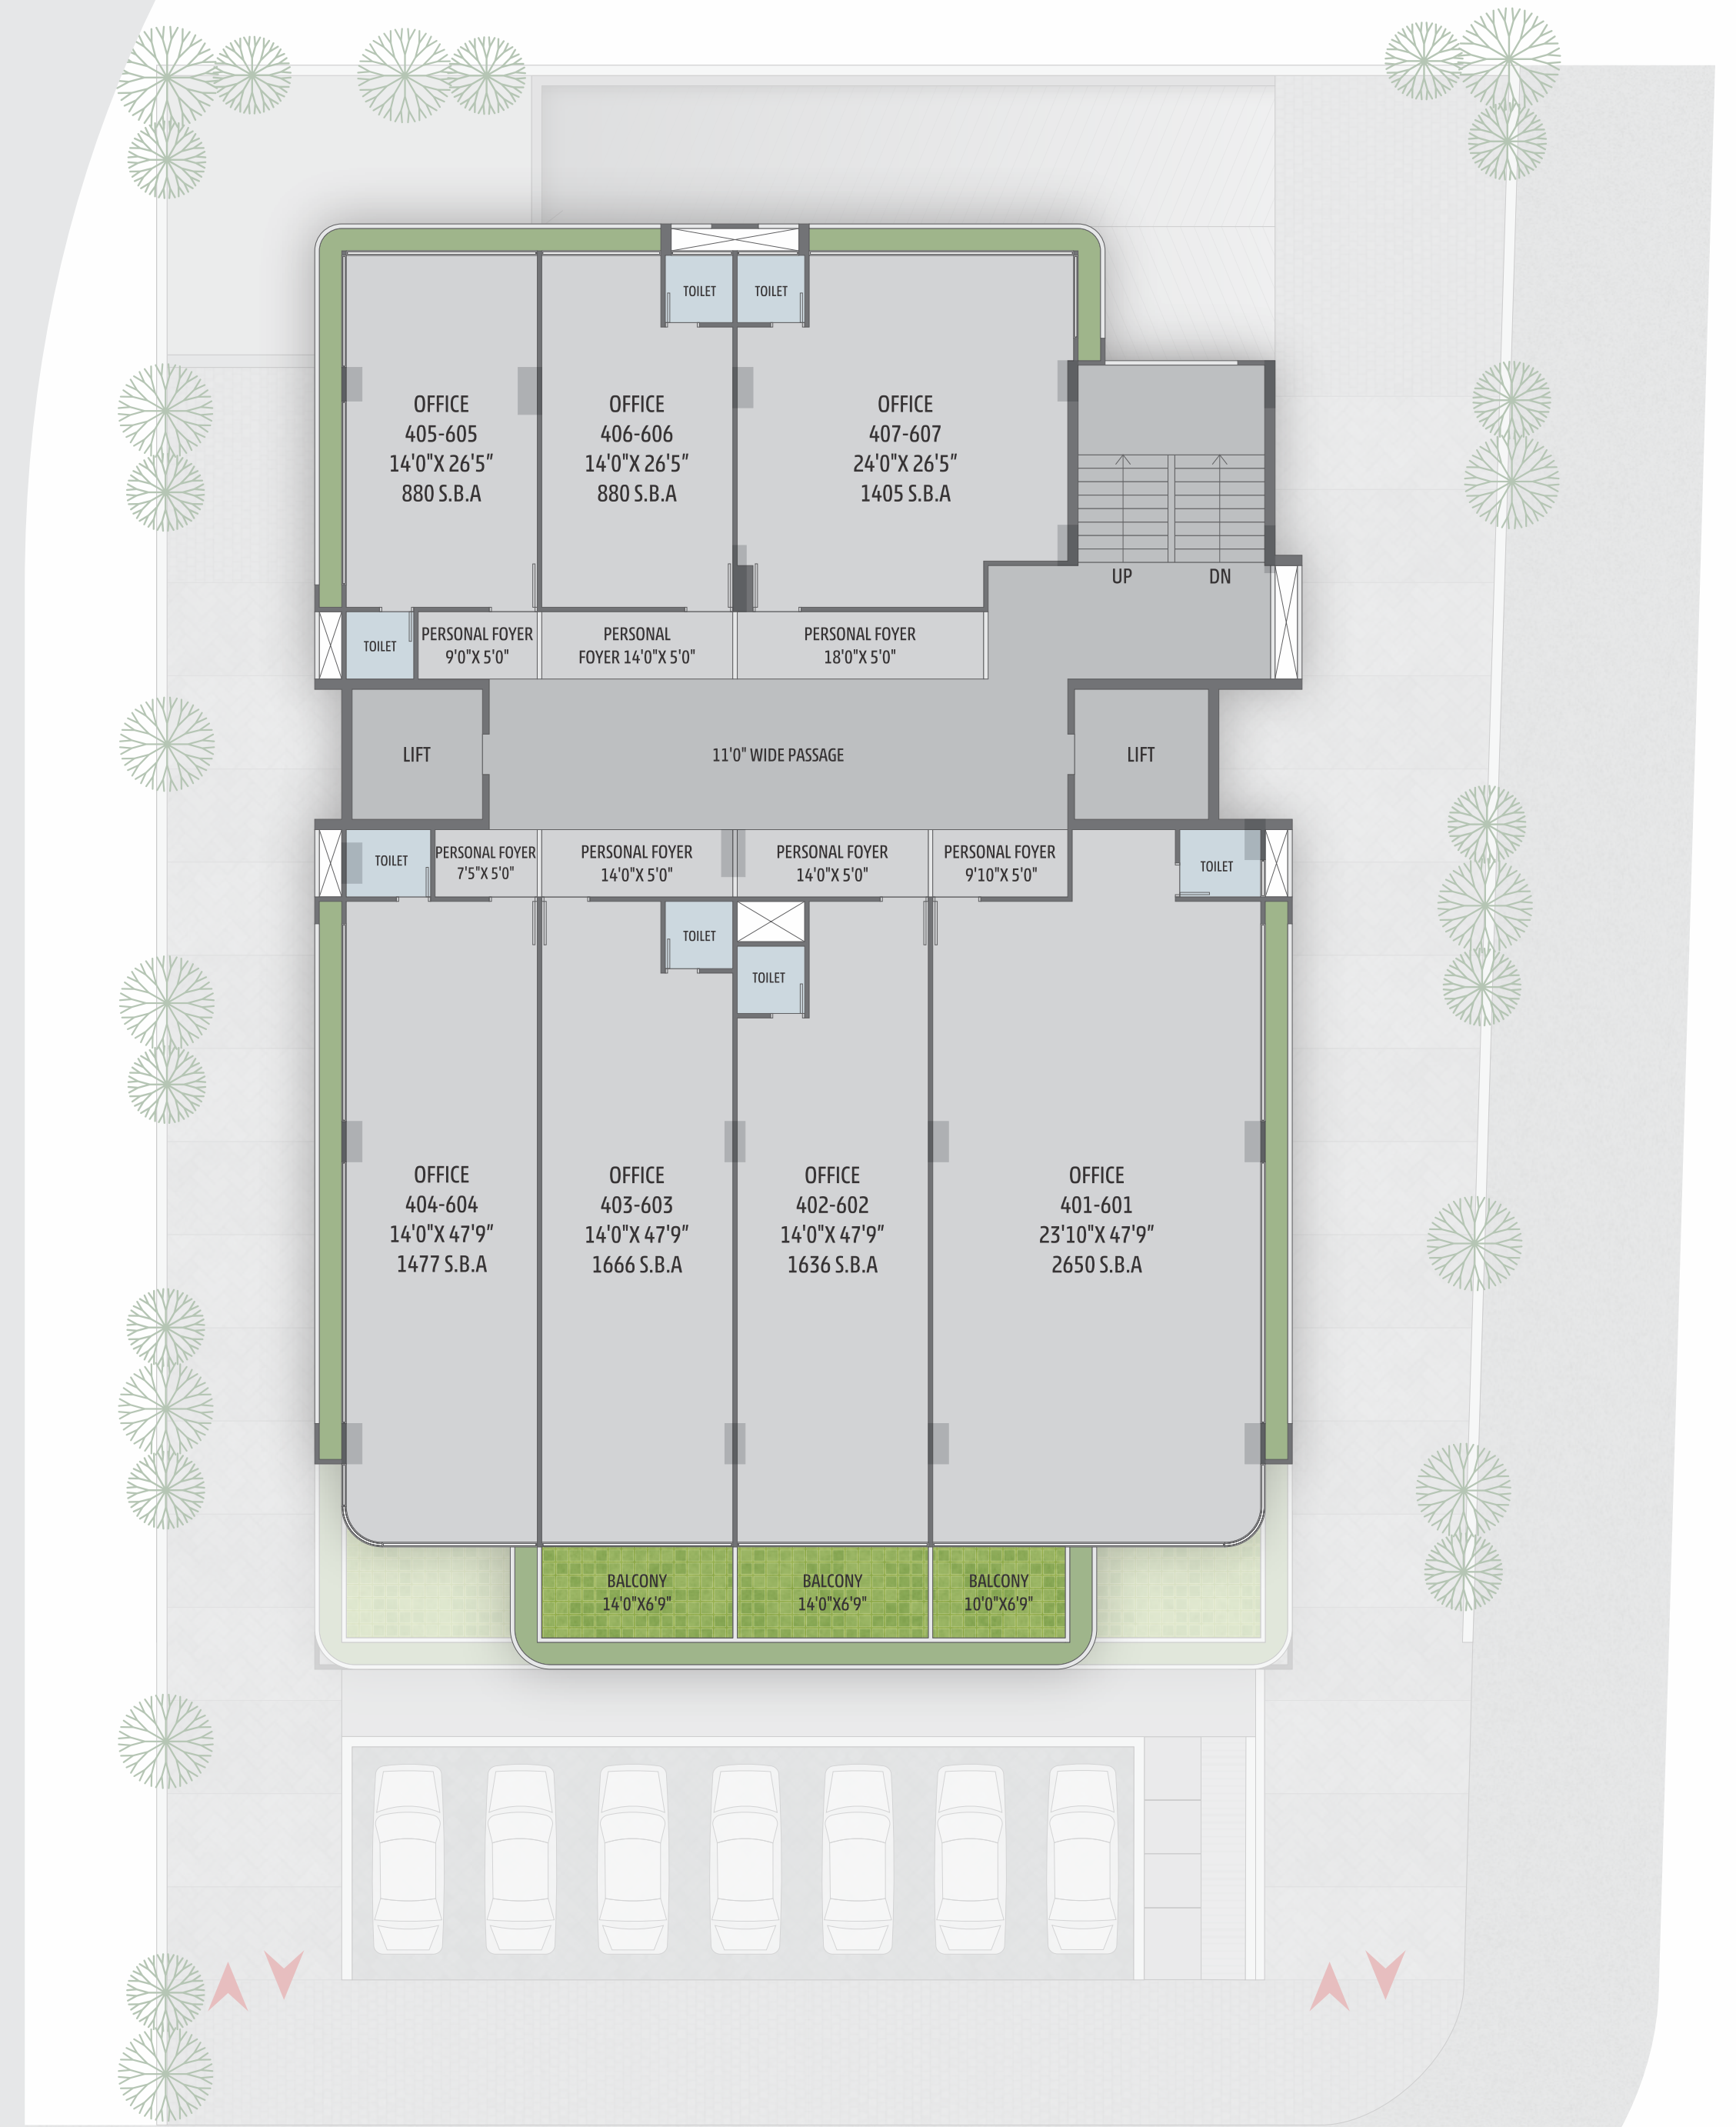 TOILET
TOILET
OFFICE
405-605
14'0"X 26'5"
880 S.B.A
OFFICE
406-606
14'0"X 26'5"
880 S.B.A
OFFICE
407-607
24'0"X 26'5"
1405 S.B.A
UP
DN
TOILET
PERSONAL FOYER
9'0"X 5'0"
PERSONAL
FOYER 14'0"X 5'0"
PERSONAL FOYER
18'0"X 5'0"
LIFT
11'0" WIDE PASSAGE
LIFT
TOILET
PERSONAL FOYER
7'5"X 5'0"
PERSONAL FOYER
14'0"X 5'0"
PERSONAL FOYER
14'0"X 5'0"
PERSONAL FOYER
9'10"X 5'0"
TOILET
TOILET
TOILET
OFFICE
404-604
14'0"X 47'9"
1477 S.B.A
OFFICE
403-603
14'0"X 47'9"
1666 S.B.A
OFFICE
402-602
14'0"X 47'9"
1636 S.B.A
OFFICE
401-601
23'10"X 47'9"
2650 S.B.A
BALCONY
14'0"X6'9"
BALCONY
14'0"X6'9"
BALCONY
10'0"X6'9"